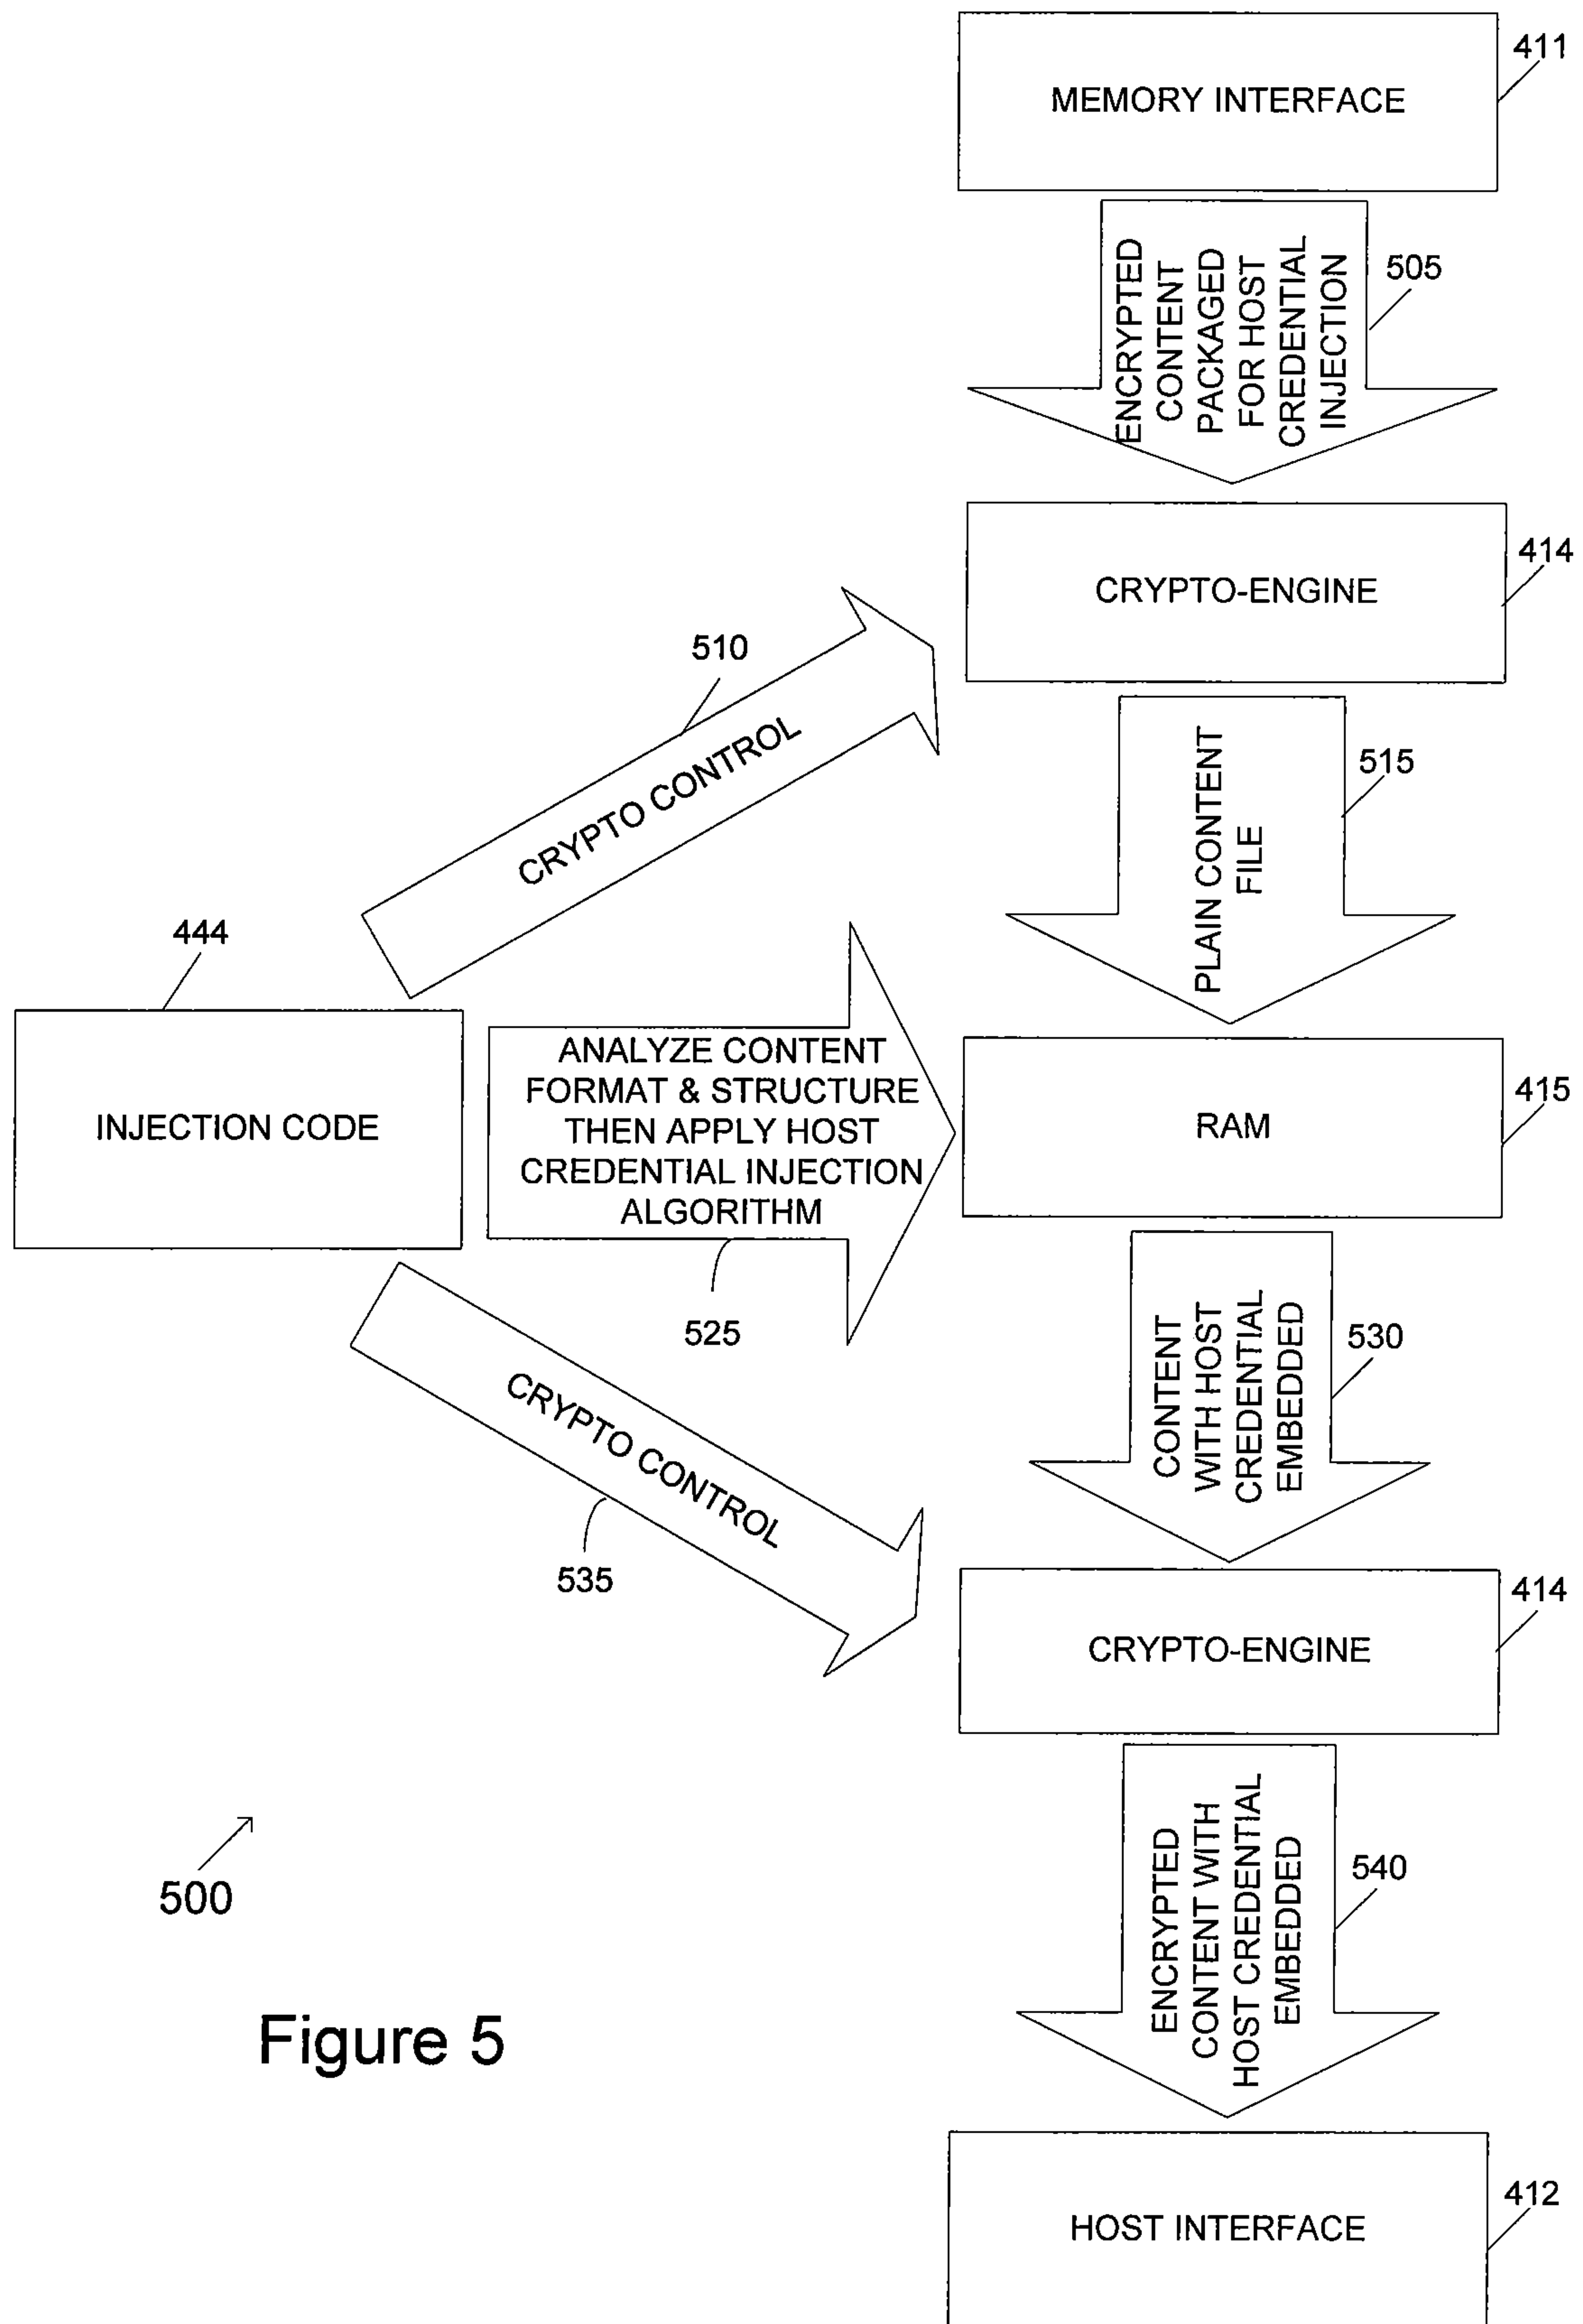 MEMORY INTERFACE
411
ENCRYPTED
CONTENT
PACKAGED
FOR HOST
CREDENTIAL
INJECTION
505
CRYPTO-ENGINE
414
510
CRYPTO CONTROL
PLAIN CONTENT
FILE
515
444
INJECTION CODE
ANALYZE CONTENT
FORMAT & STRUCTURE
THEN APPLY HOST
CREDENTIAL INJECTION
ALGORITHM
525
RAM
415
CONTENT
WITH HOST
CREDENTIAL
EMBEDDED
530
CRYPTO CONTROL
535
CRYPTO-ENGINE
414
ENCRYPTED
CONTENT WITH
HOST CREDENTIAL
EMBEDDED
540
500
Figure 5
HOST INTERFACE
412